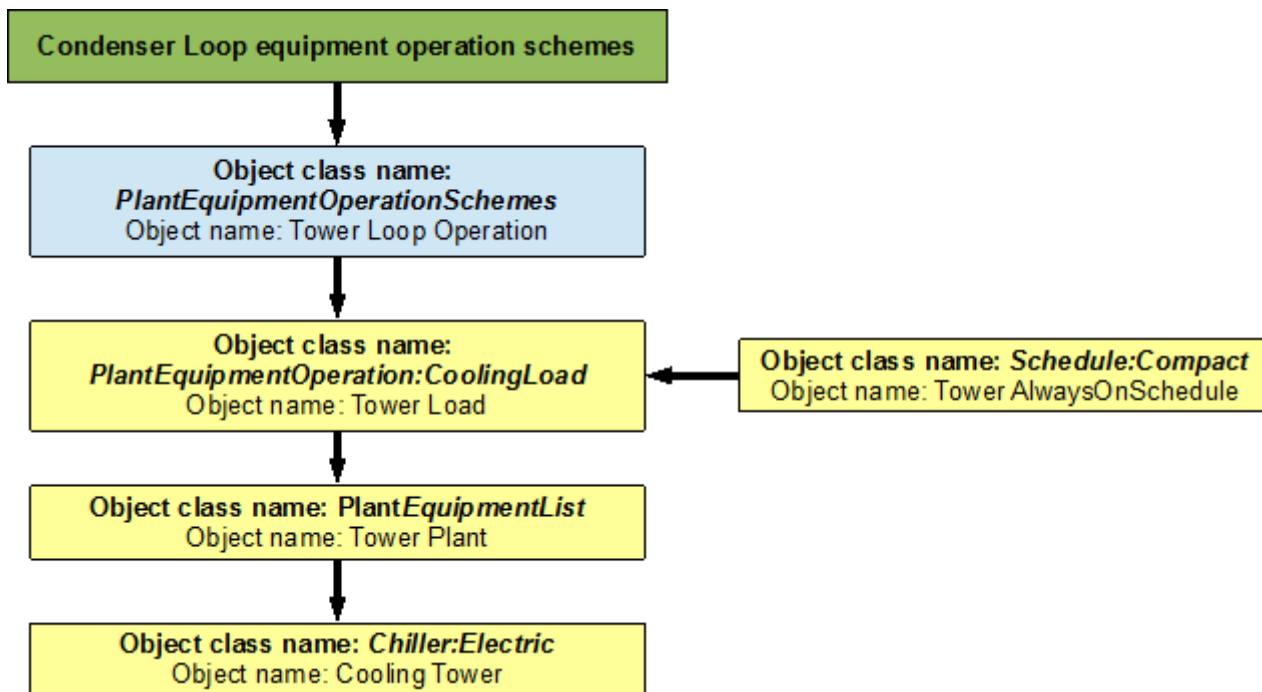 Condenser Loop equipment operation schemes
Object class name:
PlantEquipmentOperationSchemes
Object name: Tower Loop Operation
Object class name:
PlantEquipmentOperation:CoolingLoad
Object name: Tower Load
Object class name: Schedule:Compact
Object name: Tower AlwaysOnSchedule
Object class name: PlantEquipmentList
Object name: Tower Plant
Object class name: Chiller:Electric
Object name: Cooling Tower